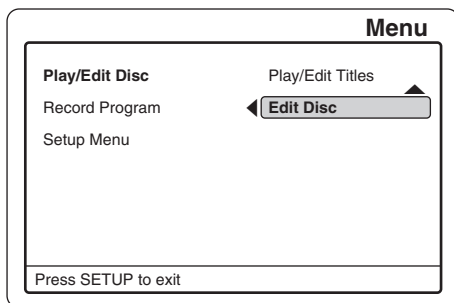 Menu
Play/Edit Disc
Play/Edit Titles
Record Program
Edit Disc
Setup Menu
Press SETUP to exit